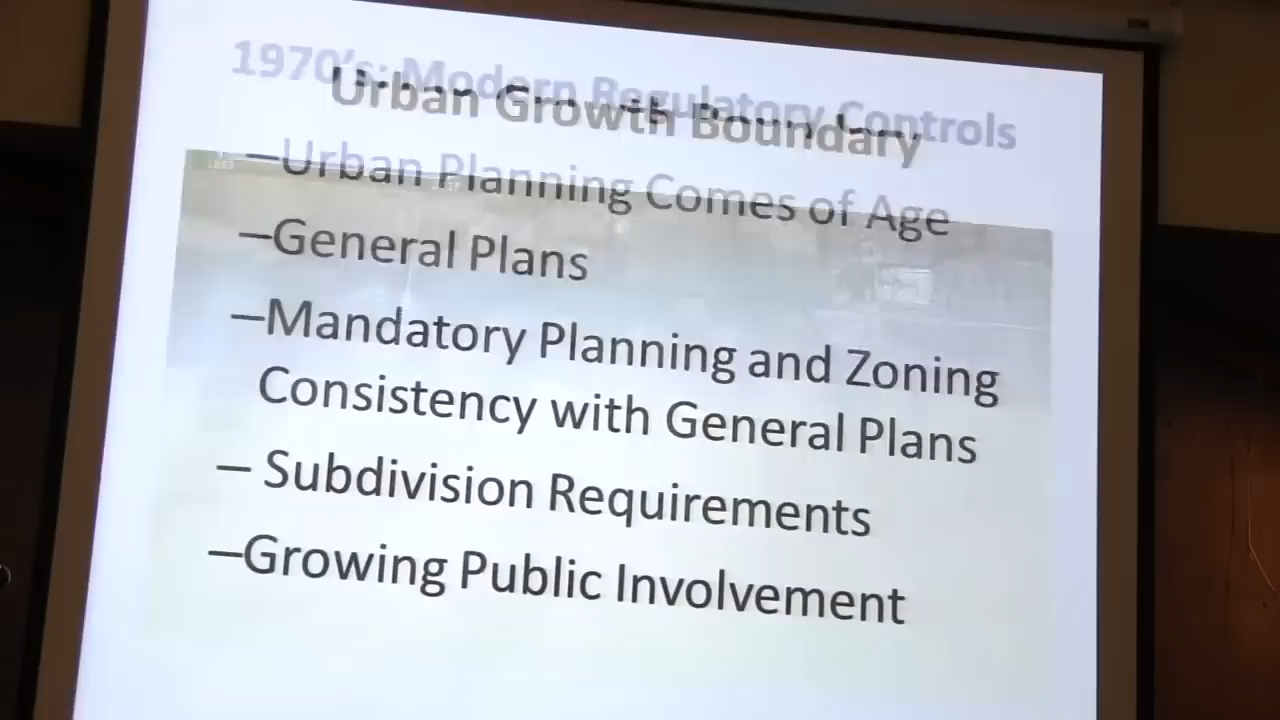 1970's: Modern Regulatory Controls
Urban Growth Boundary
–Urban Planning Comes of Age
–General Plans
–Mandatory Planning and Zoning
Consistency with General Plans
– Subdivision Requirements
–Growing Public Involvement